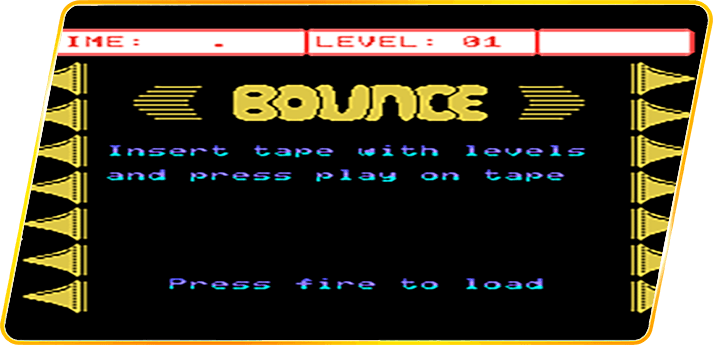 IME: . LEVEL: 01
BOUNCE
Insert tape with levels
and press play on tape
Press fire to load